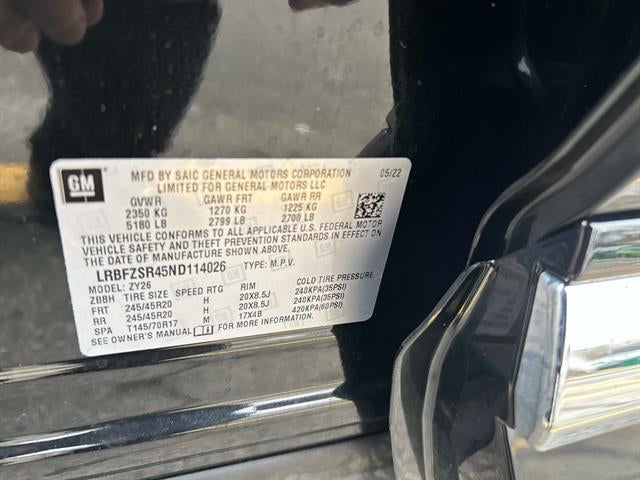 GM
MFD BY SAIC GENERAL MOTORS CORPORATION 05/22
LIMITED FOR GENERAL MOTORS LLC
GVWR GAWR FRT GAWR RR
2350 KG 1270 KG 1225 KG
5180 LB 2799 LB 2700 LB
THIS VEHICLE CONFORMS TO ALL APPLICABLE U.S. FEDERAL MOTOR
VEHICLE SAFETY AND THEFT PREVENTION STANDARDS IN EFFECT ON
THE DATE OF MANUFACTURE SHOWN ABOVE.
LRBFZSR45ND114026 TYPE: M.P.V.
MODEL: ZY26
ZBBH TIRE SIZE SPEED RTG RIM COLD TIRE PRESSURE
FRT 245/45R20 H 20X8.5J 240KPA(35PSI)
RR 245/45R20 H 20X8.5J 240KPA(35PSI)
SPA T145/70R17 M 17X4B 420KPA(60PSI)
SEE OWNER'S MANUAL FOR MORE INFORMATION.